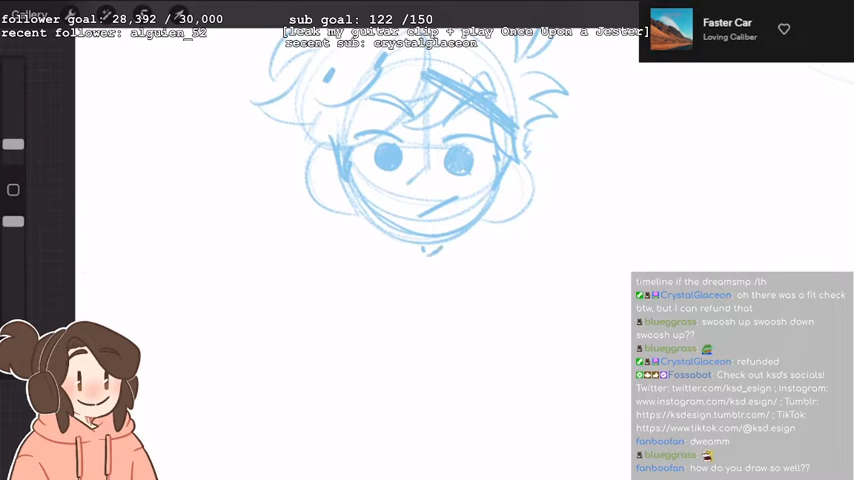 Gallery
follower goal: 28,392 / 30,000
sub goal: 122 /150
recent follower: alguien_52
[leak my guitar clip + play Once Upon a Jester]
recent sub: crystalglaceon
Faster Car
Loving Caliber
timeline if the dreamsmp /lh
CrystalGlaceon: oh there was a fit check
btw, but I can refund that
blueggrass: swoosh up swoosh down
swoosh up??
blueggrass:
CrystalGlaceon: refunded
Fossabot: Check out ksd's socials!
Twitter: twitter.com/ksd_esign ; Instagram:
www.instagram.com/ksd.esign/ ; Tumblr:
https://ksdesign.tumblr.com/ ; TikTok:
https://www.tiktok.com/@ksd.esign
fanboofan: dweamm
blueggrass:
fanboofan: how do you draw so well??